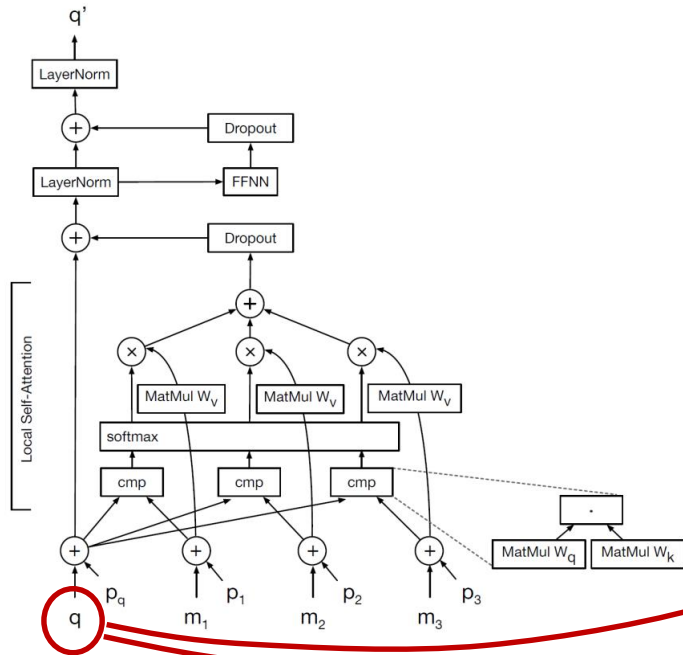 q'
LayerNorm
+
Dropout
LayerNorm
FFNN
+
Dropout
Local Self-Attention
+
×
×
×
MatMul W_v
MatMul W_v
MatMul W_v
softmax
cmp
cmp
cmp
·
MatMul W_q
MatMul W_k
+
+
+
+
p_q
p_1
p_2
p_3
q
m_1
m_2
m_3